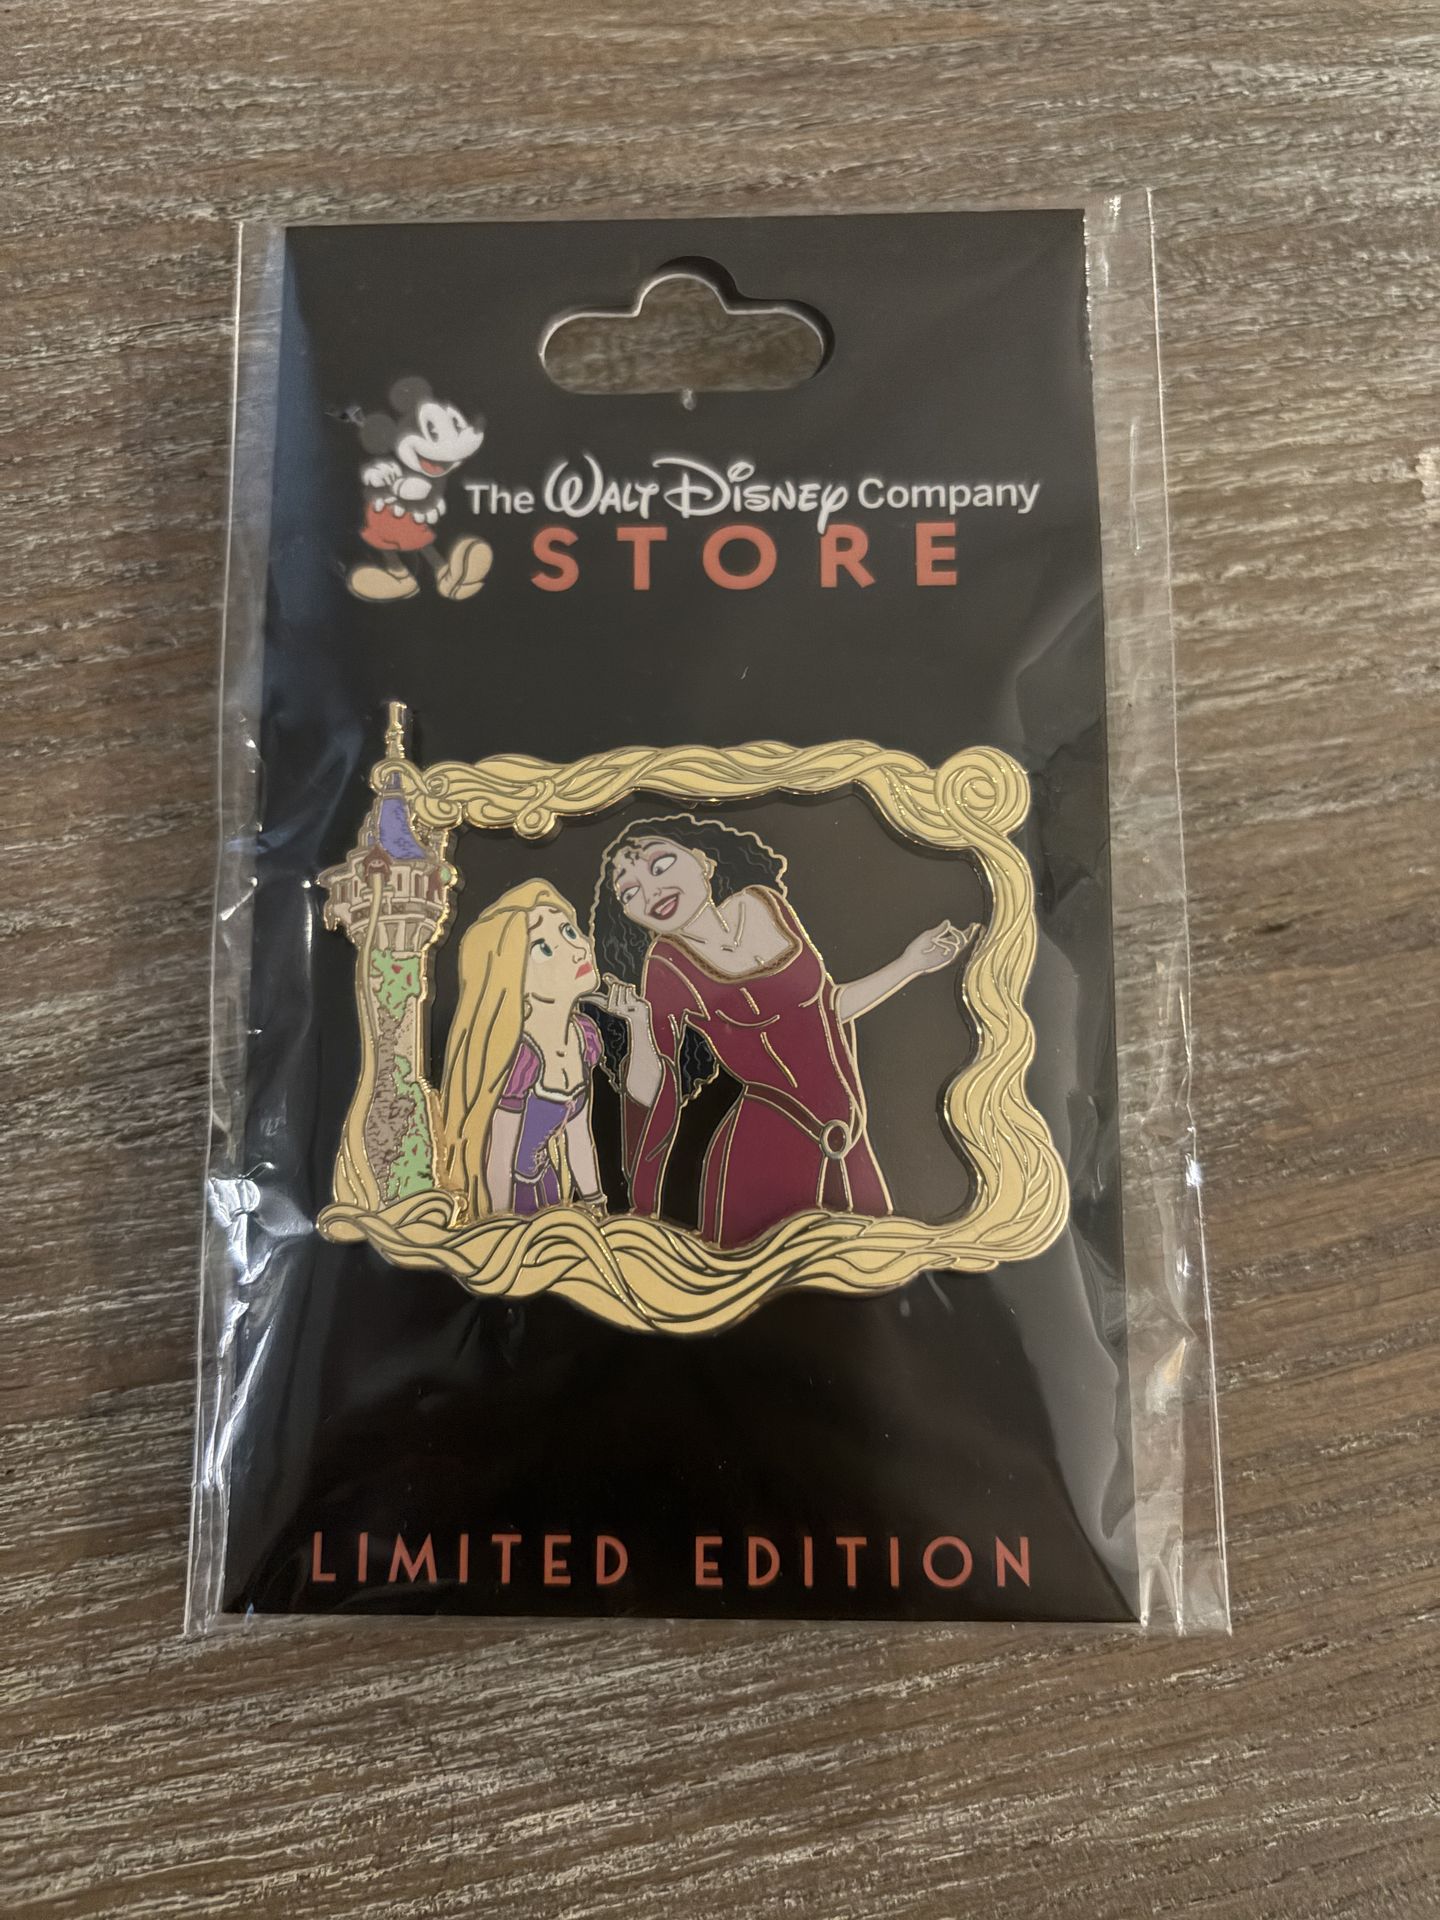 The WALT DISNEY Company
STORE
LIMITED EDITION